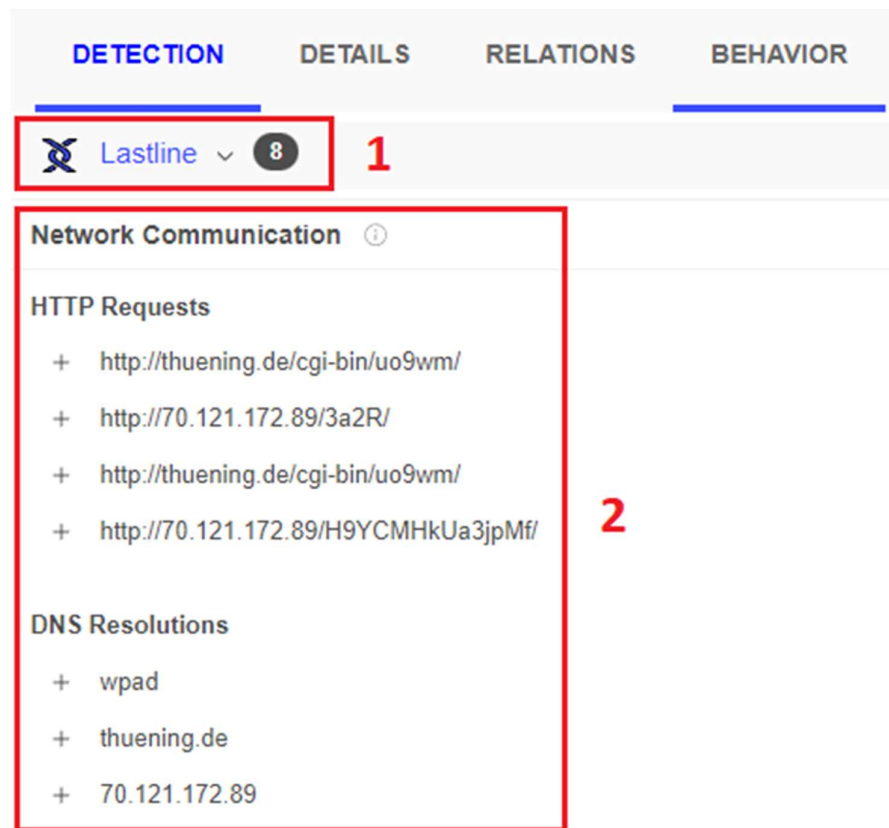 DETECTION DETAILS RELATIONS BEHAVIOR
Lastline 8 1
Network Communication
HTTP Requests
+ http://thuening.de/cgi-bin/uo9wm/
+ http://70.121.172.89/3a2R/
+ http://thuening.de/cgi-bin/uo9wm/
+ http://70.121.172.89/H9YCMHkUa3jpMf/
2
DNS Resolutions
+ wpad
+ thuening.de
+ 70.121.172.89